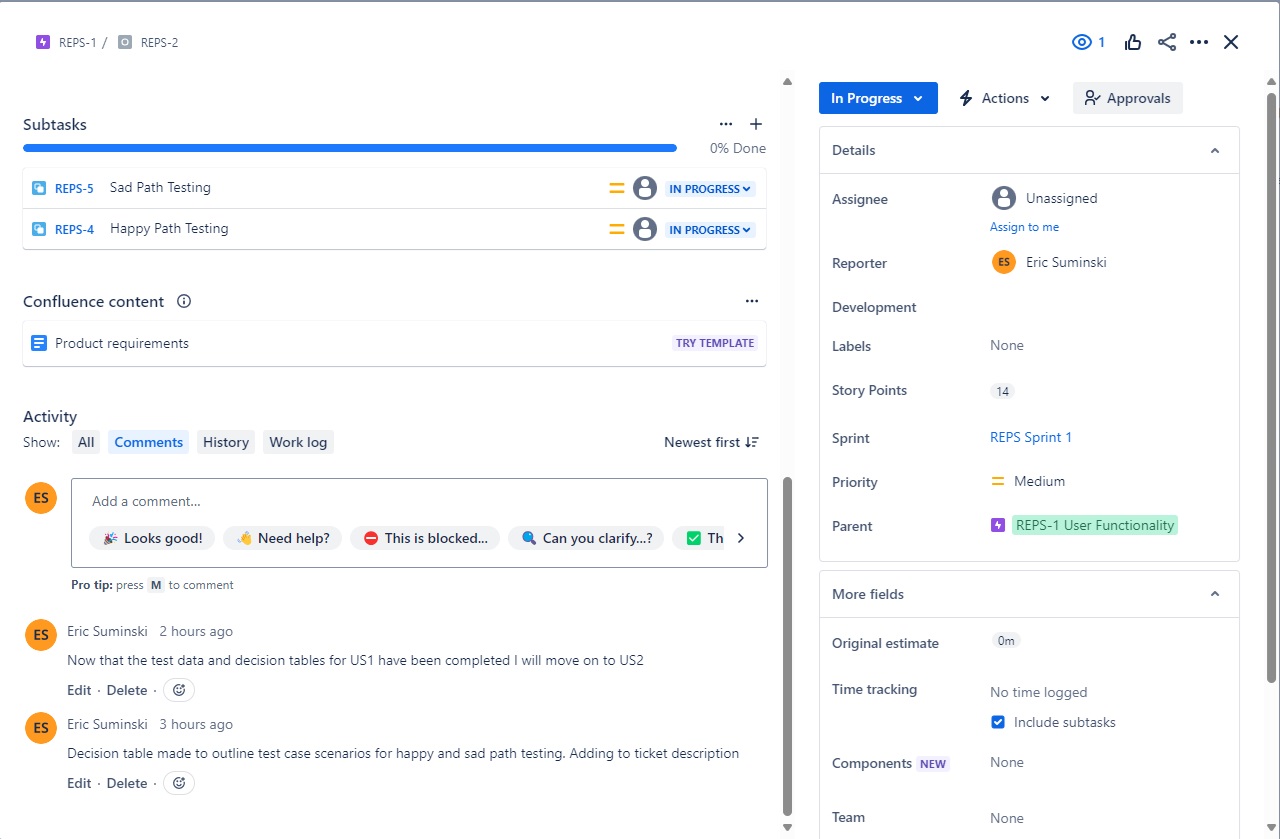 REPS-1 / REPS-2
1
Subtasks
0% Done
REPS-5 Sad Path Testing IN PROGRESS
REPS-4 Happy Path Testing IN PROGRESS
Confluence content
Product requirements TRY TEMPLATE
Activity
Show: All Comments History Work log Newest first
ES Add a comment...
Looks good! Need help? This is blocked... Can you clarify...? Th
Pro tip: press M to comment
ES Eric Suminski 2 hours ago
Now that the test data and decision tables for US1 have been completed I will move on to US2
Edit · Delete ·
ES Eric Suminski 3 hours ago
Decision table made to outline test case scenarios for happy and sad path testing. Adding to ticket description
Edit · Delete ·
In Progress Actions Approvals
Details
Assignee Unassigned
Assign to me
Reporter ES Eric Suminski
Development
Labels None
Story Points 14
Sprint REPS Sprint 1
Priority Medium
Parent REPS-1 User Functionality
More fields
Original estimate 0m
Time tracking No time logged
Include subtasks
Components NEW None
Team None